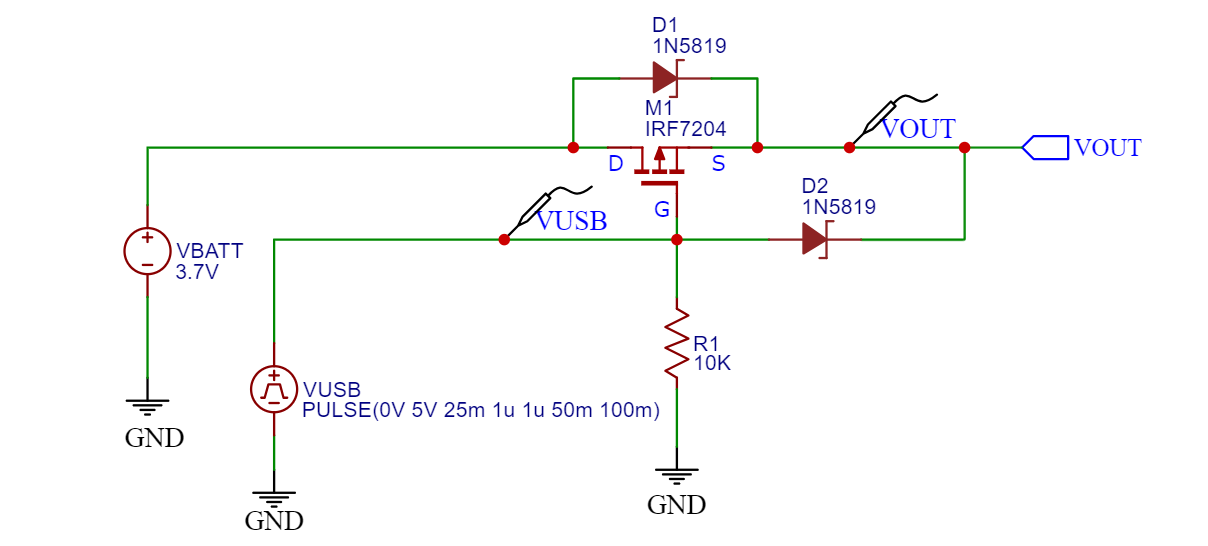 D1
1N5819
M1
IRF7204
D
S
G
VOUT
VOUT
D2
1N5819
VUSB
+
VBATT
3.7V
R1
10K
+
VUSB
PULSE(0V 5V 25m 1u 1u 50m 100m)
GND
GND
GND